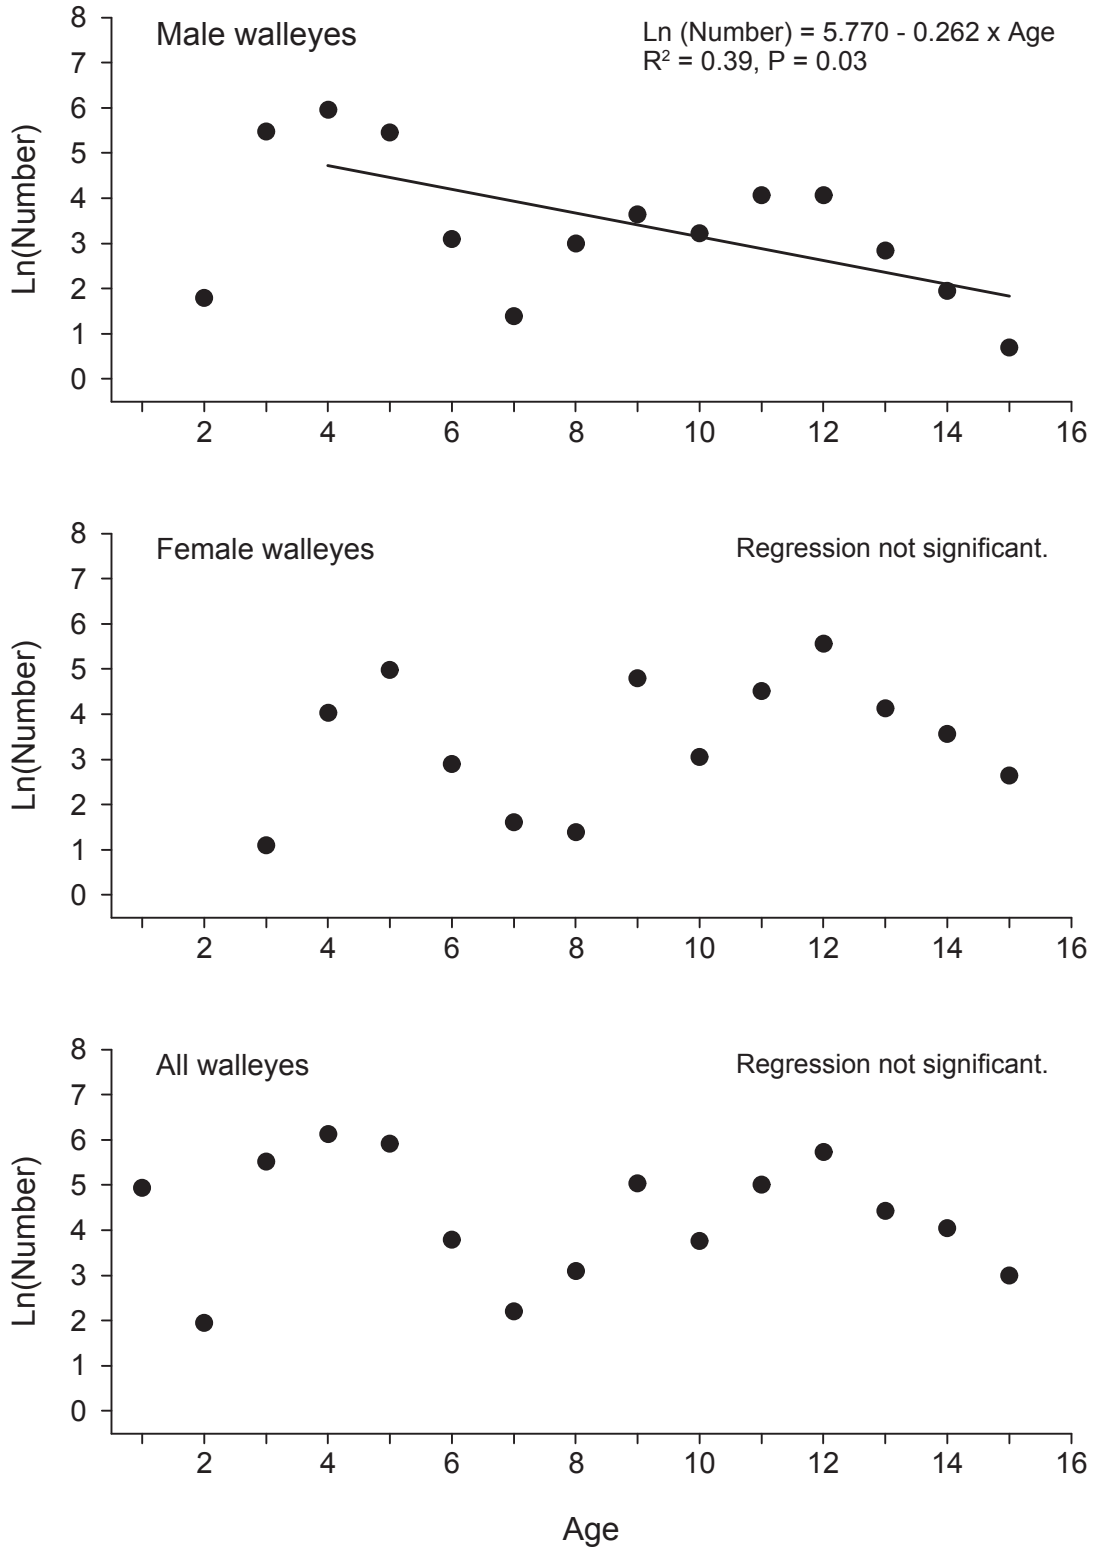 Male walleyes
Ln (Number) = 5.770 - 0.262 x Age
R² = 0.39, P = 0.03
8
7
6
5
4
3
2
1
0
Ln(Number)
2 4 6 8 10 12 14 16
Female walleyes
Regression not significant.
8
7
6
5
4
3
2
1
0
Ln(Number)
2 4 6 8 10 12 14 16
All walleyes
Regression not significant.
8
7
6
5
4
3
2
1
0
Ln(Number)
2 4 6 8 10 12 14 16
Age